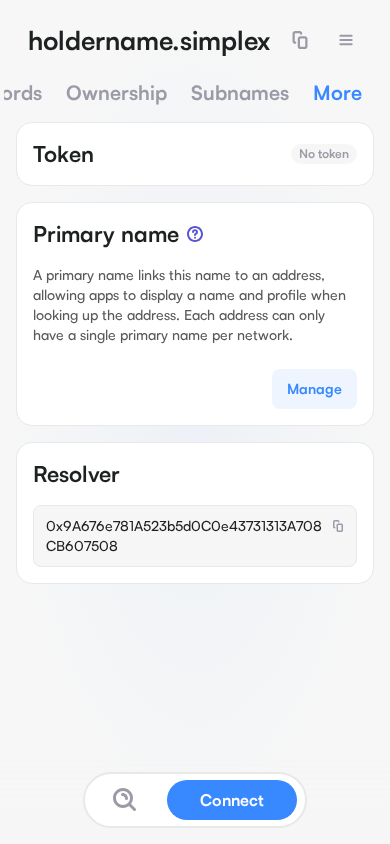 holdername.simplex
ords Ownership Subnames More
Token No token
Primary name
A primary name links this name to an address,
allowing apps to display a name and profile when
looking up the address. Each address can only
have a single primary name per network.
Manage
Resolver
0x9A676e781A523b5d0C0e43731313A708
CB607508
Connect